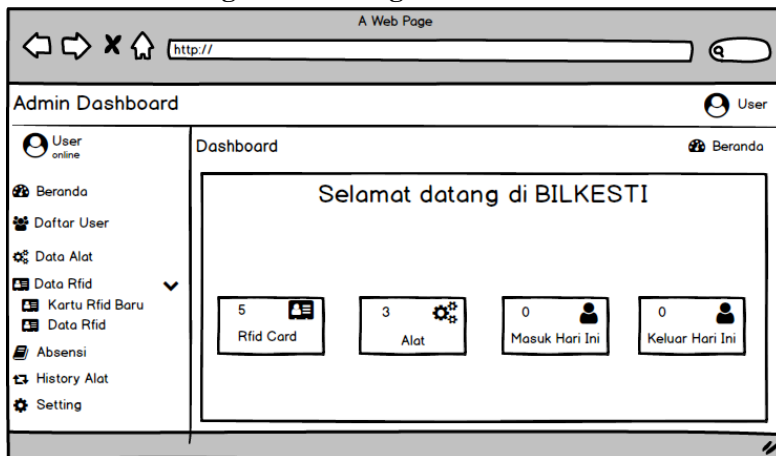 A Web Page
http://
Admin Dashboard
User
User
online
Beranda
Daftar User
Data Alat
Data Rfid
Kartu Rfid Baru
Data Rfid
Absensi
History Alat
Setting
Dashboard
Beranda
Selamat datang di BILKESTI
5
Rfid Card
3
Alat
0
Masuk Hari Ini
0
Keluar Hari Ini